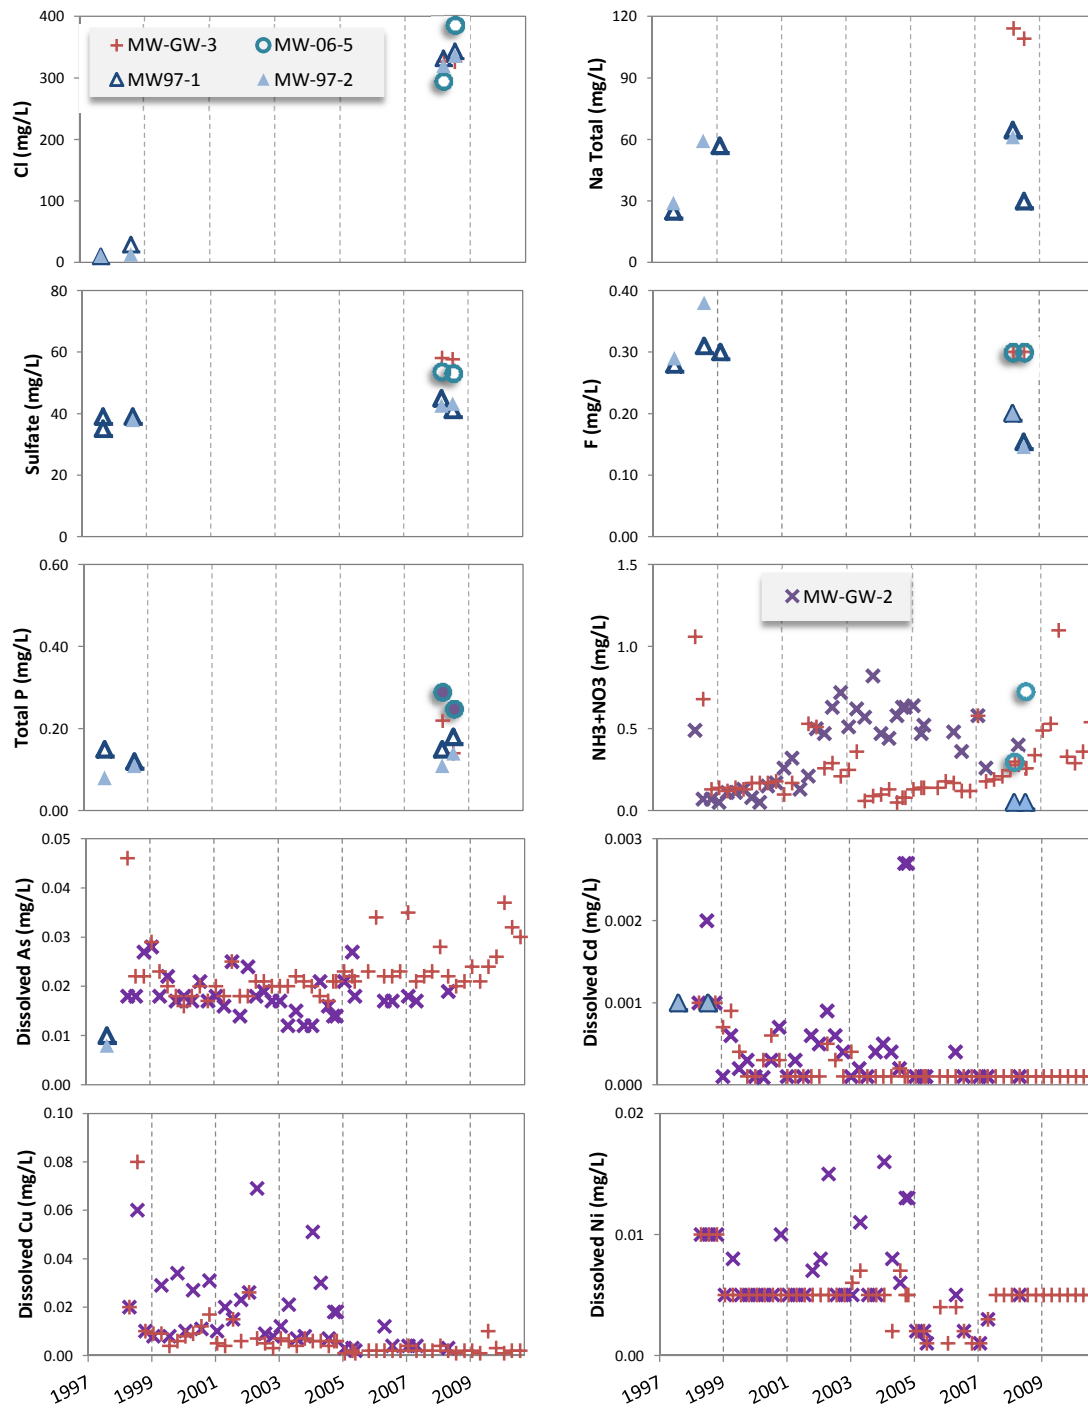 Cl (mg/L)
400
300
200
100
0
MW-GW-3
MW-06-5
MW97-1
MW-97-2
Na Total (mg/L)
120
90
60
30
0
Sulfate (mg/L)
80
60
40
20
0
F (mg/L)
0.40
0.30
0.20
0.10
0.00
Total P (mg/L)
0.60
0.40
0.20
0.00
NH3+NO3 (mg/L)
1.5
1.0
0.5
0.0
MW-GW-2
Dissolved As (mg/L)
0.05
0.04
0.03
0.02
0.01
0.00
Dissolved Cd (mg/L)
0.003
0.002
0.001
0.000
Dissolved Cu (mg/L)
0.10
0.08
0.06
0.04
0.02
0.00
1997 1999 2001 2003 2005 2007 2009
Dissolved Ni (mg/L)
0.02
0.01
0.00
1997 1999 2001 2003 2005 2007 2009